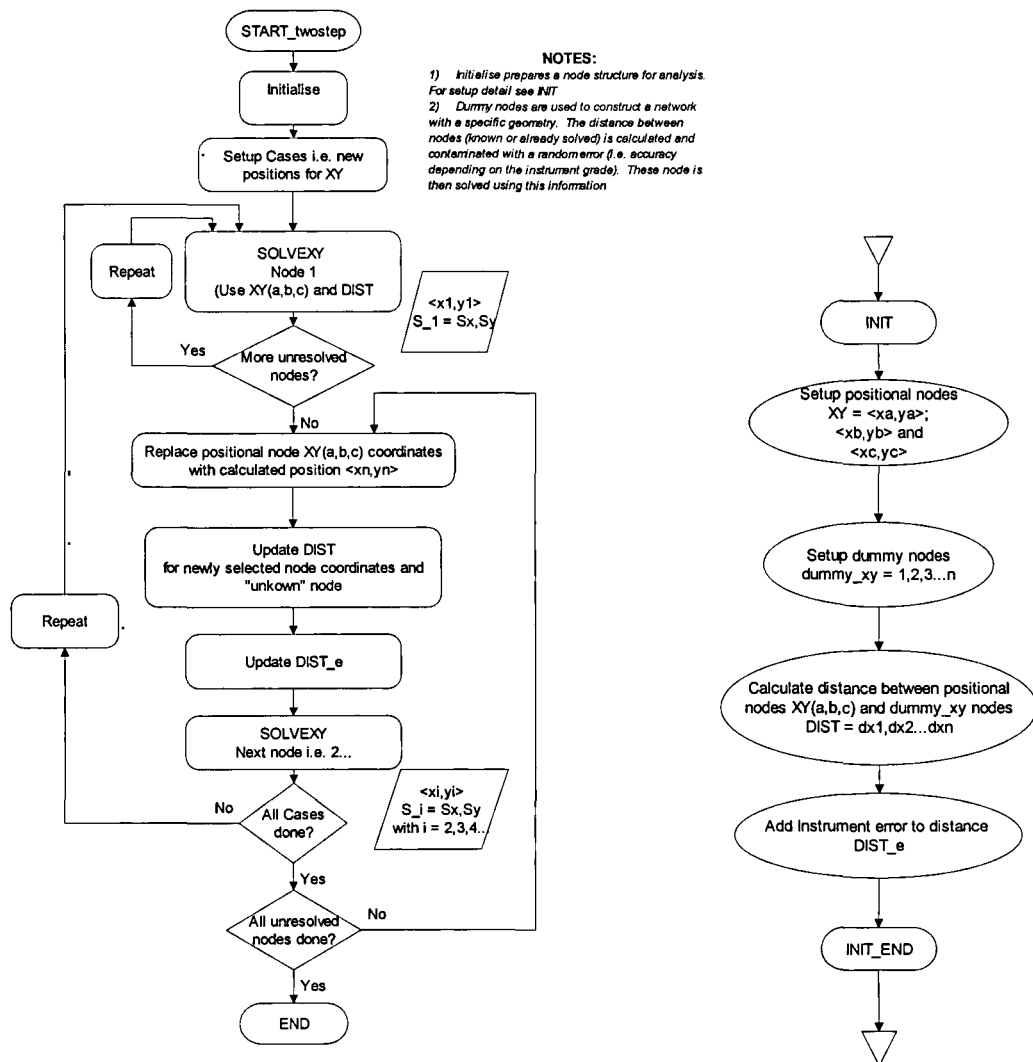 START_twostep
Initialise
Setup Cases i.e. new
positions for XY
NOTES:
1) Initialise prepares a node structure for analysis.
For setup detail see INIT
2) Dummy nodes are used to construct a network
with a specific geometry. The distance between
nodes (known or already solved) is calculated and
contaminated with a random error (i.e. accuracy
depending on the instrument grade). These node is
then solved using this information
Repeat
SOLVEXY
Node 1
(Use XY(a,b,c) and DIST
<x1,y1>
S_1 = Sx,Sy
Yes
More unresolved
nodes?
No
Replace positional node XY(a,b,c) coordinates
with calculated position <xn,yn>
Update DIST
for newly selected node coordinates and
"unkown" node
Repeat
Update DIST_e
SOLVEXY
Next node i.e. 2...
<xi,yi>
S_i = Sx,Sy
with i = 2,3,4..
No
All Cases
done?
Yes
All unresolved
nodes done?
No
Yes
END
INIT
Setup positional nodes
XY = <xa,ya>;
<xb,yb> and
<xc,yc>
Setup dummy nodes
dummy_xy = 1,2,3...n
Calculate distance between positional
nodes XY(a,b,c) and dummy_xy nodes
DIST = dx1,dx2...dxn
Add Instrument error to distance
DIST_e
INIT_END